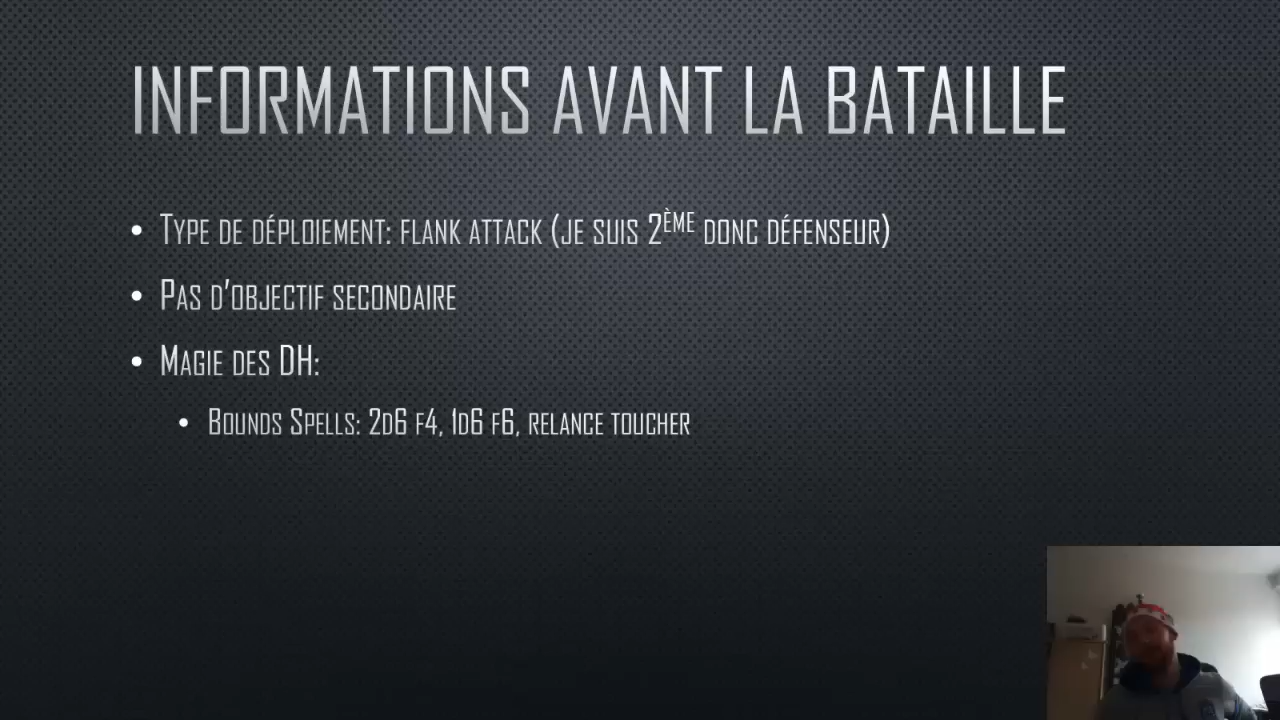 INFORMATIONS AVANT LA BATAILLE
• TYPE DE DÉPLOIEMENT: FLANK ATTACK (JE SUIS 2ÈME DONC DÉFENSEUR)
• PAS D'OBJECTIF SECONDAIRE
• MAGIE DES DH:
• BOUNDS SPELLS: 2D6 F4, 1D6 F6, RELANCE TOUCHER